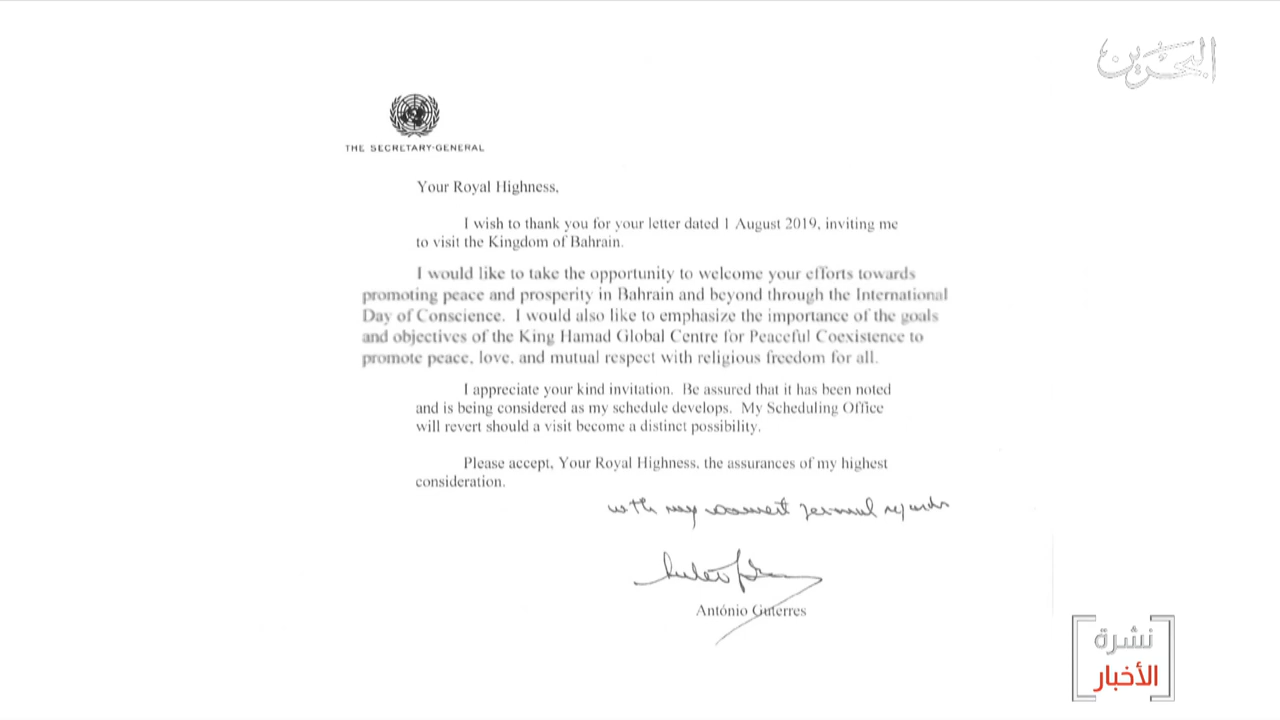 البحرين
THE SECRETARY-GENERAL
Your Royal Highness,
I wish to thank you for your letter dated 1 August 2019, inviting me
to visit the Kingdom of Bahrain.
I would like to take the opportunity to welcome your efforts towards
promoting peace and prosperity in Bahrain and beyond through the International
Day of Conscience. I would also like to emphasize the importance of the goals
and objectives of the King Hamad Global Centre for Peaceful Coexistence to
promote peace, love, and mutual respect with religious freedom for all.
I appreciate your kind invitation. Be assured that it has been noted
and is being considered as my schedule develops. My Scheduling Office
will revert should a visit become a distinct possibility.
Please accept, Your Royal Highness, the assurances of my highest
consideration.
with my warmest personal regards
António Guterres
نشرة
الأخبار